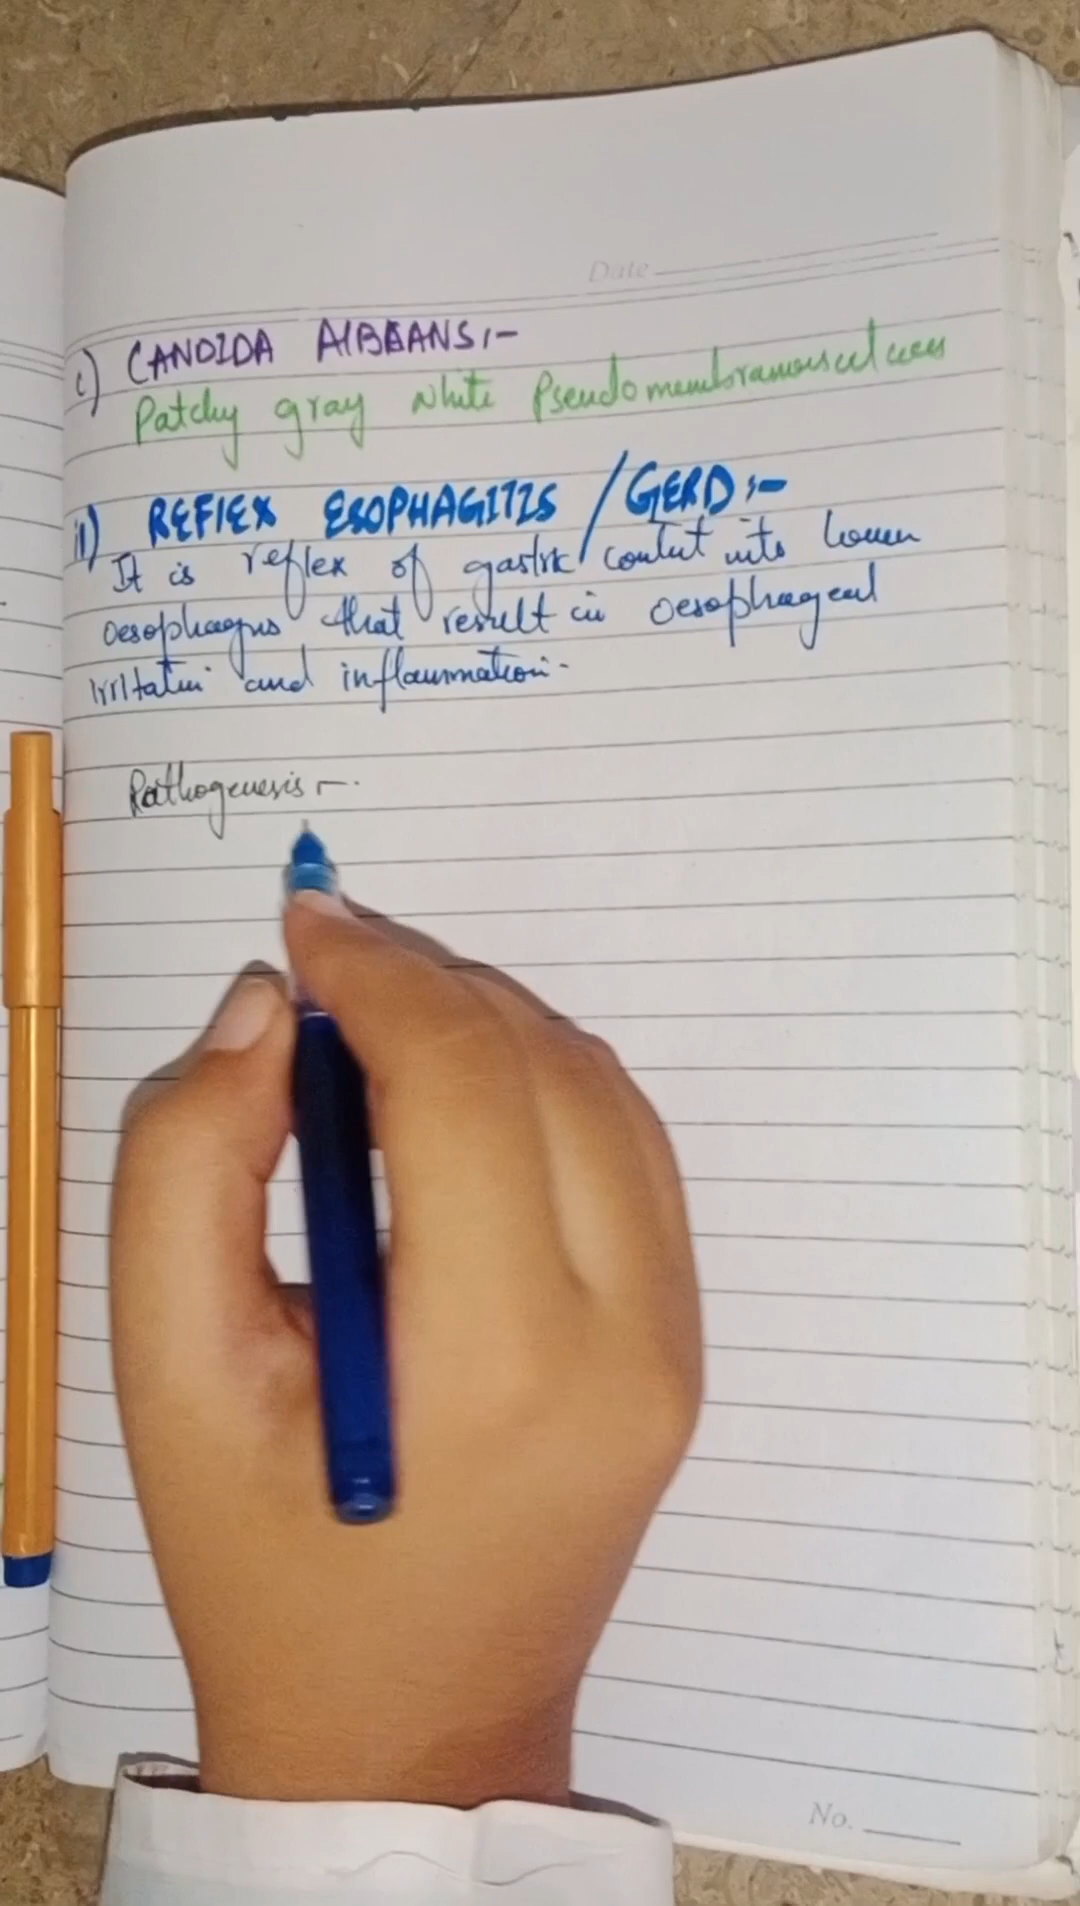 Date
c) CANDIDA AlBAANS:-
Patchy gray white Pseudomembranous ulcers
ii) REFlEX ESOPHAGITIS / GERD:-
It is reflex of gastric content into lower
oesophagus that result in oesophageal
irritation and inflammation.
Pathogenesis:-
No.